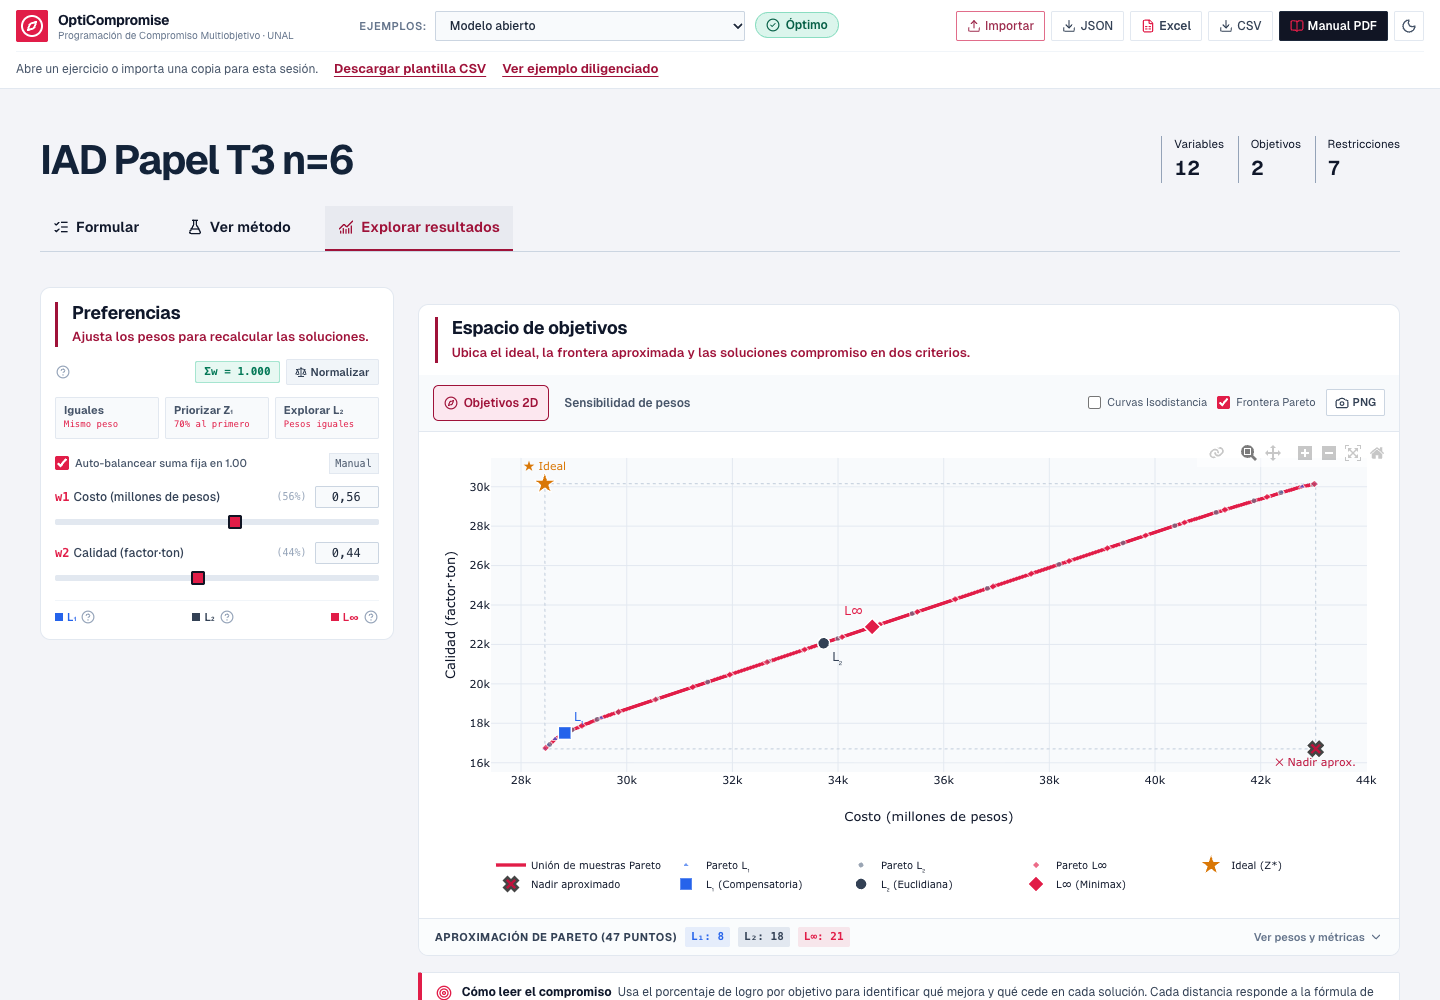 OptiCompromise
Programación de Compromiso Multiobjetivo · UNAL
EJEMPLOS:
Modelo abierto
Óptimo
Importar
JSON
Excel
CSV
Manual PDF
Abre un ejercicio o importa una copia para esta sesión.
Descargar plantilla CSV
Ver ejemplo diligenciado
IAD Papel T3 n=6
Variables
12
Objetivos
2
Restricciones
7
Formular
Ver método
Explorar resultados
Preferencias
Ajusta los pesos para recalcular las soluciones.
Σw = 1.000
Normalizar
Iguales
Mismo peso
Priorizar Z₁
70% al primero
Explorar L₂
Pesos iguales
Auto-balancear suma fija en 1.00
Manual
w1 Costo (millones de pesos)
(56%)
0,56
w2 Calidad (factor·ton)
(44%)
0,44
L₁
L₂
L∞
Espacio de objetivos
Ubica el ideal, la frontera aproximada y las soluciones compromiso en dos criterios.
Objetivos 2D
Sensibilidad de pesos
Curvas Isodistancia
Frontera Pareto
PNG
★ Ideal
30k
28k
26k
24k
22k
20k
18k
16k
Calidad (factor·ton)
L∞
L₂
L₁
× Nadir aprox.
28k
30k
32k
34k
36k
38k
40k
42k
44k
Costo (millones de pesos)
Unión de muestras Pareto
Pareto L₁
Pareto L₂
Pareto L∞
Ideal (Z*)
Nadir aproximado
L₁ (Compensatoria)
L₂ (Euclidiana)
L∞ (Minimax)
APROXIMACIÓN DE PARETO (47 PUNTOS)
L₁: 8
L₂: 18
L∞: 21
Ver pesos y métricas
Cómo leer el compromiso Usa el porcentaje de logro por objetivo para identificar qué mejora y qué cede en cada solución. Cada distancia responde a la fórmula de